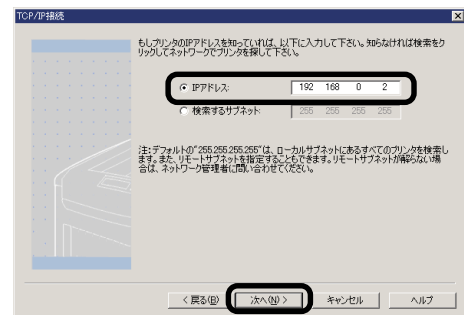 TCP/IP接続
もしプリンタのIPアドレスを知っていれば、以下に入力して下さい。知らなければ検索をク
リックしてネットワークでプリンタを探して下さい。
IPアドレス: 192 168 0 2
検索するサブネット: 255 255 255 255
注:デフォルトの"255.255.255.255"は、ローカルサブネットにあるすべてのプリンタを検索し
ます。また、リモートサブネットを指定することもできます。リモートサブネットが解らない場
合は、ネットワーク管理者に問い合わせてください。
< 戻る(B) 次へ(N) > キャンセル ヘルプ